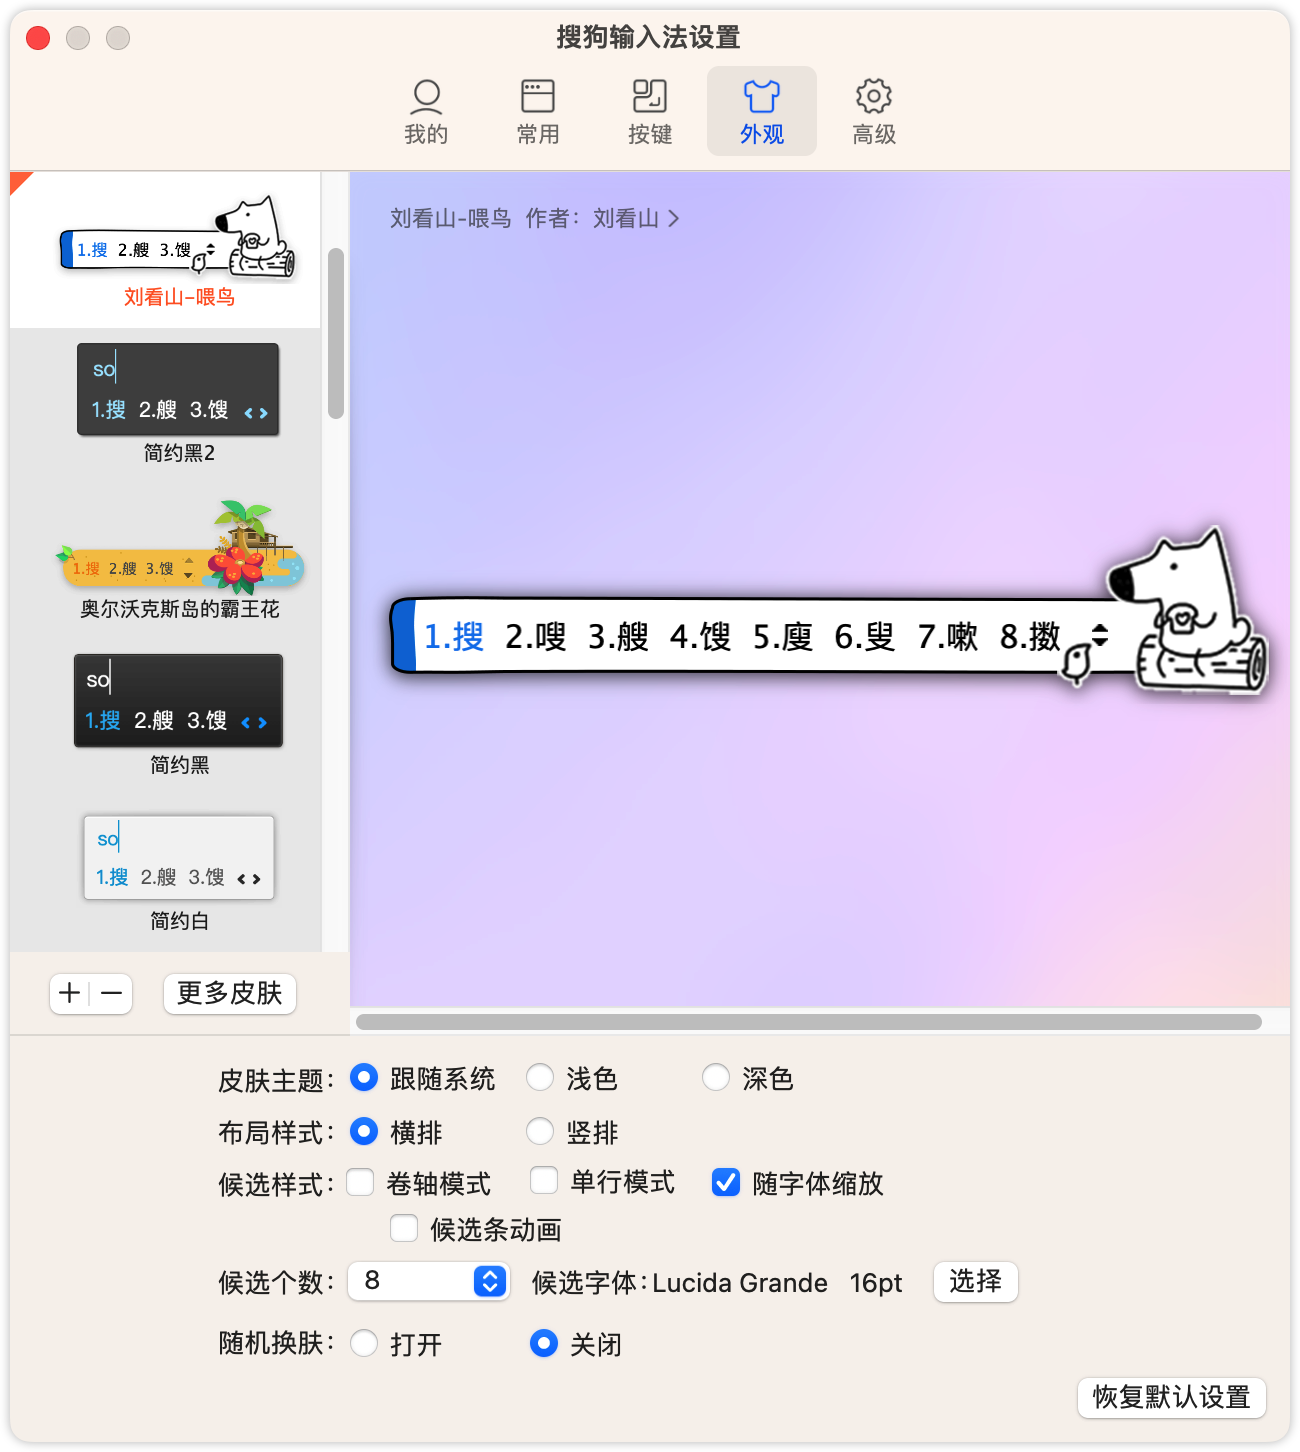 搜狗输入法设置
我的 常用 按键 外观 高级
1.搜 2.艘 3.馊
刘看山-喂鸟
so
1.搜 2.艘 3.馊
简约黑2
1.搜 2.艘 3.馊
奥尔沃克斯岛的霸王花
so
1.搜 2.艘 3.馊
简约黑
so
1.搜 2.艘 3.馊
简约白
更多皮肤
刘看山-喂鸟 作者：刘看山
1.搜 2.嗖 3.艘 4.馊 5.廋 6.叟 7.嗽 8.擞
皮肤主题： 跟随系统 浅色 深色
布局样式： 横排 竖排
候选样式： 卷轴模式 单行模式 随字体缩放
候选条动画
候选个数： 8 候选字体：Lucida Grande 16pt 选择
随机换肤： 打开 关闭
恢复默认设置